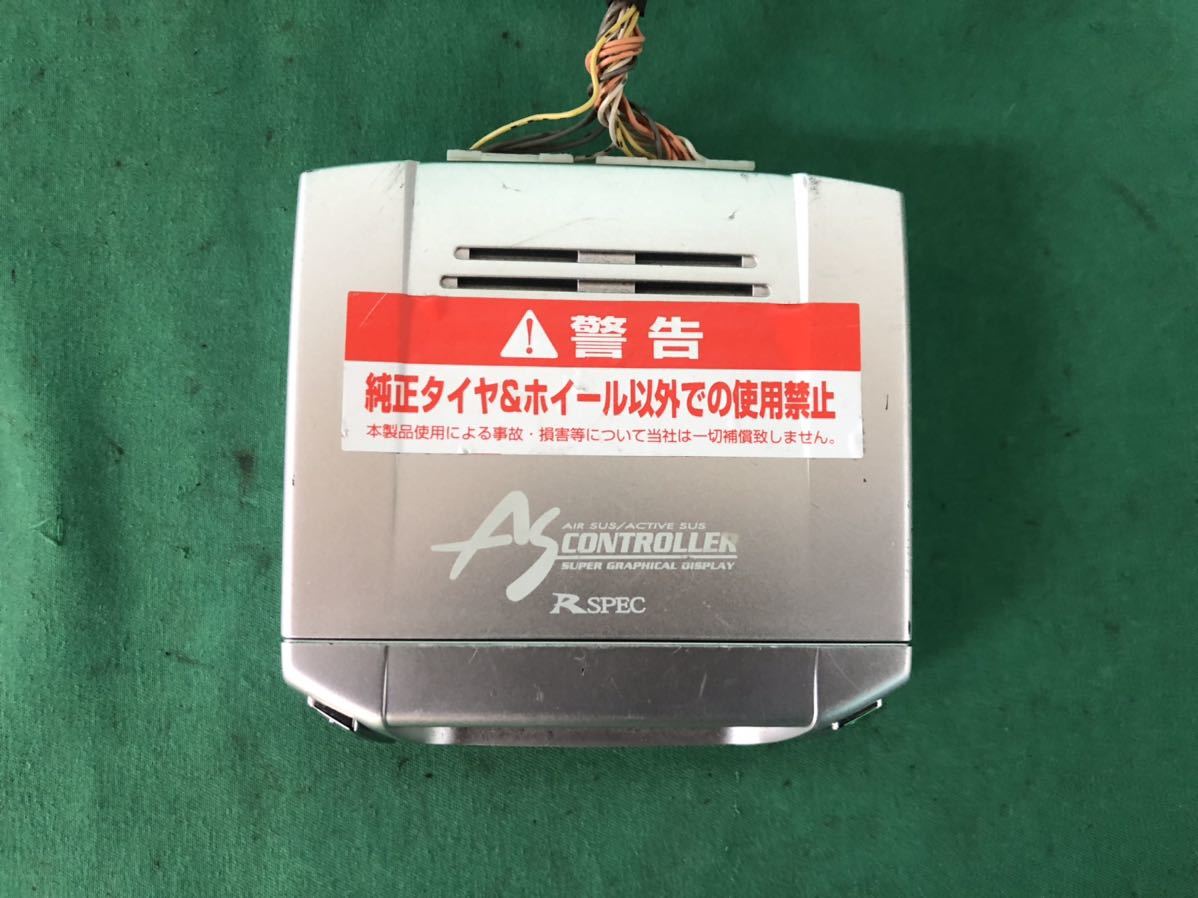 警告
純正タイヤ&ホイール以外での使用禁止
本製品使用による事故・損害等について当社は一切補償致しません。
AIR SUS/ACTIVE SUS
AS CONTROLLER
SUPER GRAPHICAL DISPLAY
R SPEC